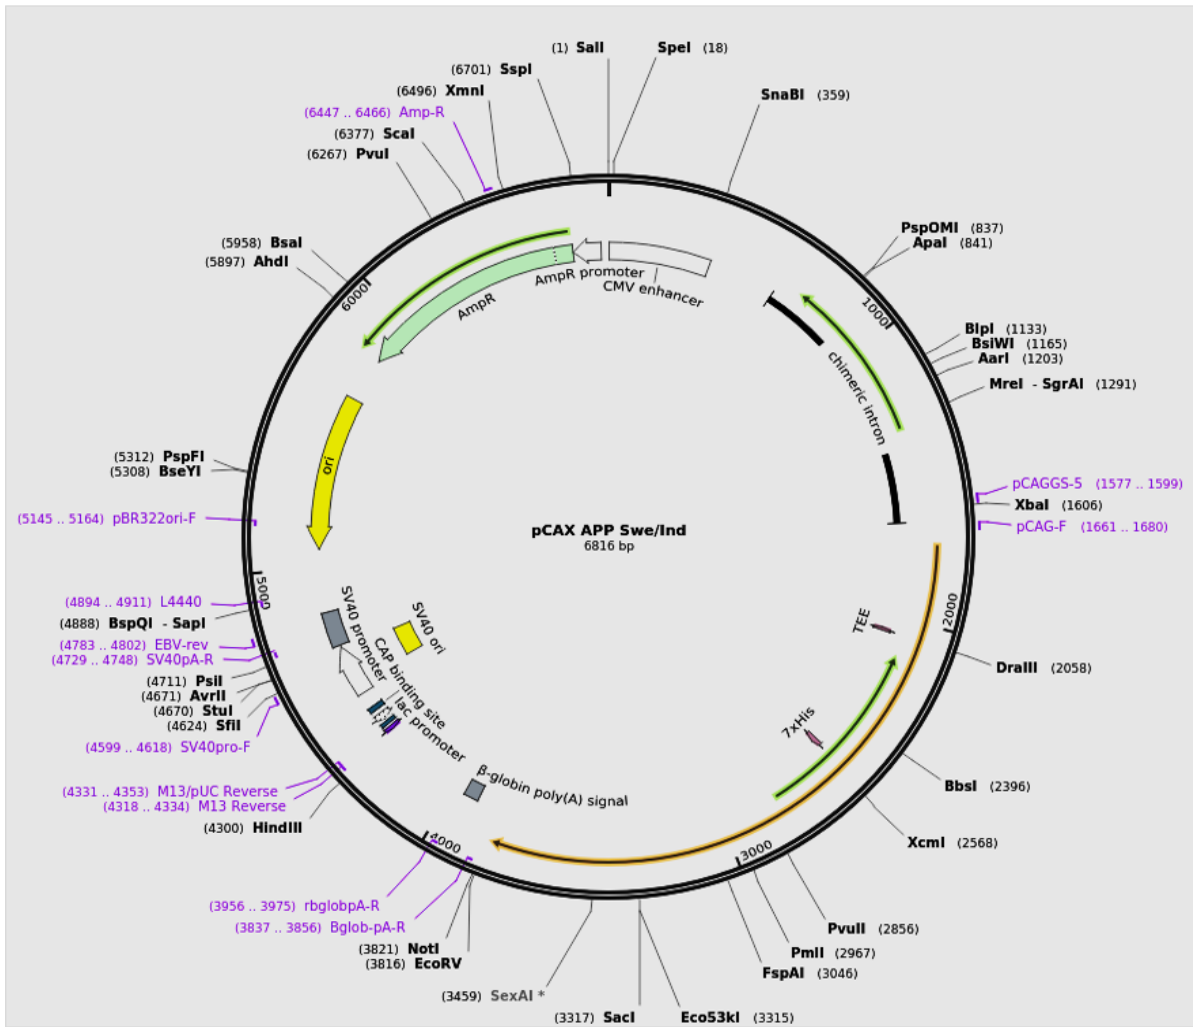 (1) SalI
SpeI (18)
SnaBI (359)
PspOMI (837)
ApaI (841)
1000
BlpI (1133)
BsiWI (1165)
AarI (1203)
MreI - SgrAI (1291)
pCAGGS-5 (1577 .. 1599)
XbaI (1606)
pCAG-F (1661 .. 1680)
2000
DraIII (2058)
BbsI (2396)
XcmI (2568)
PvuII (2856)
PmlI (2967)
3000
FspAI (3046)
Eco53kI (3315)
(3317) SacI
(3459) SexAI *
(3816) EcoRV
(3821) NotI
(3837 .. 3856) Bglob-pA-R
(3956 .. 3975) rbglobpA-R
4000
(4300) HindIII
(4318 .. 4334) M13 Reverse
(4331 .. 4353) M13/pUC Reverse
(4599 .. 4618) SV40pro-F
(4624) SfiI
(4670) StuI
(4671) AvrII
(4711) PsiI
(4729 .. 4748) SV40pA-R
(4783 .. 4802) EBV-rev
(4888) BspQI - SapI
(4894 .. 4911) L4440
5000
(5145 .. 5164) pBR322ori-F
(5308) BseYI
(5312) PspFI
(5897) AhdI
(5958) BsaI
6000
(6267) PvuI
(6377) ScaI
(6447 .. 6466) Amp-R
(6496) XmnI
(6701) SspI
AmpR promoter
CMV enhancer
AmpR
chimeric intron
ori
pCAX APP Swe/Ind
6816 bp
TEE
7xHis
SV40 promoter
SV40 ori
CAP binding site
lac promoter
β-globin poly(A) signal